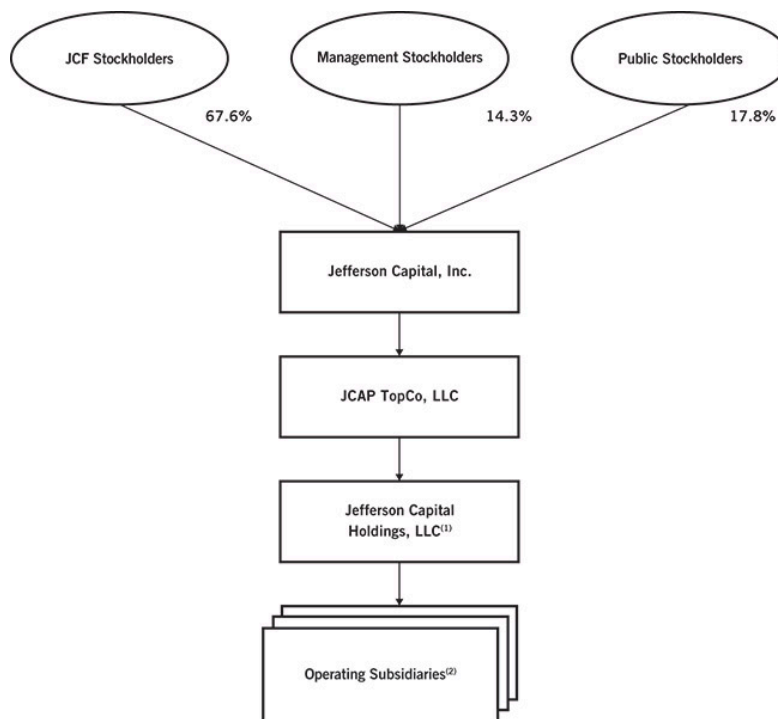 JCF Stockholders
Management Stockholders
Public Stockholders
67.6%
14.3%
17.8%
Jefferson Capital, Inc.
JCAP TopCo, LLC
Jefferson Capital
Holdings, LLC(1)
Operating Subsidiaries(2)